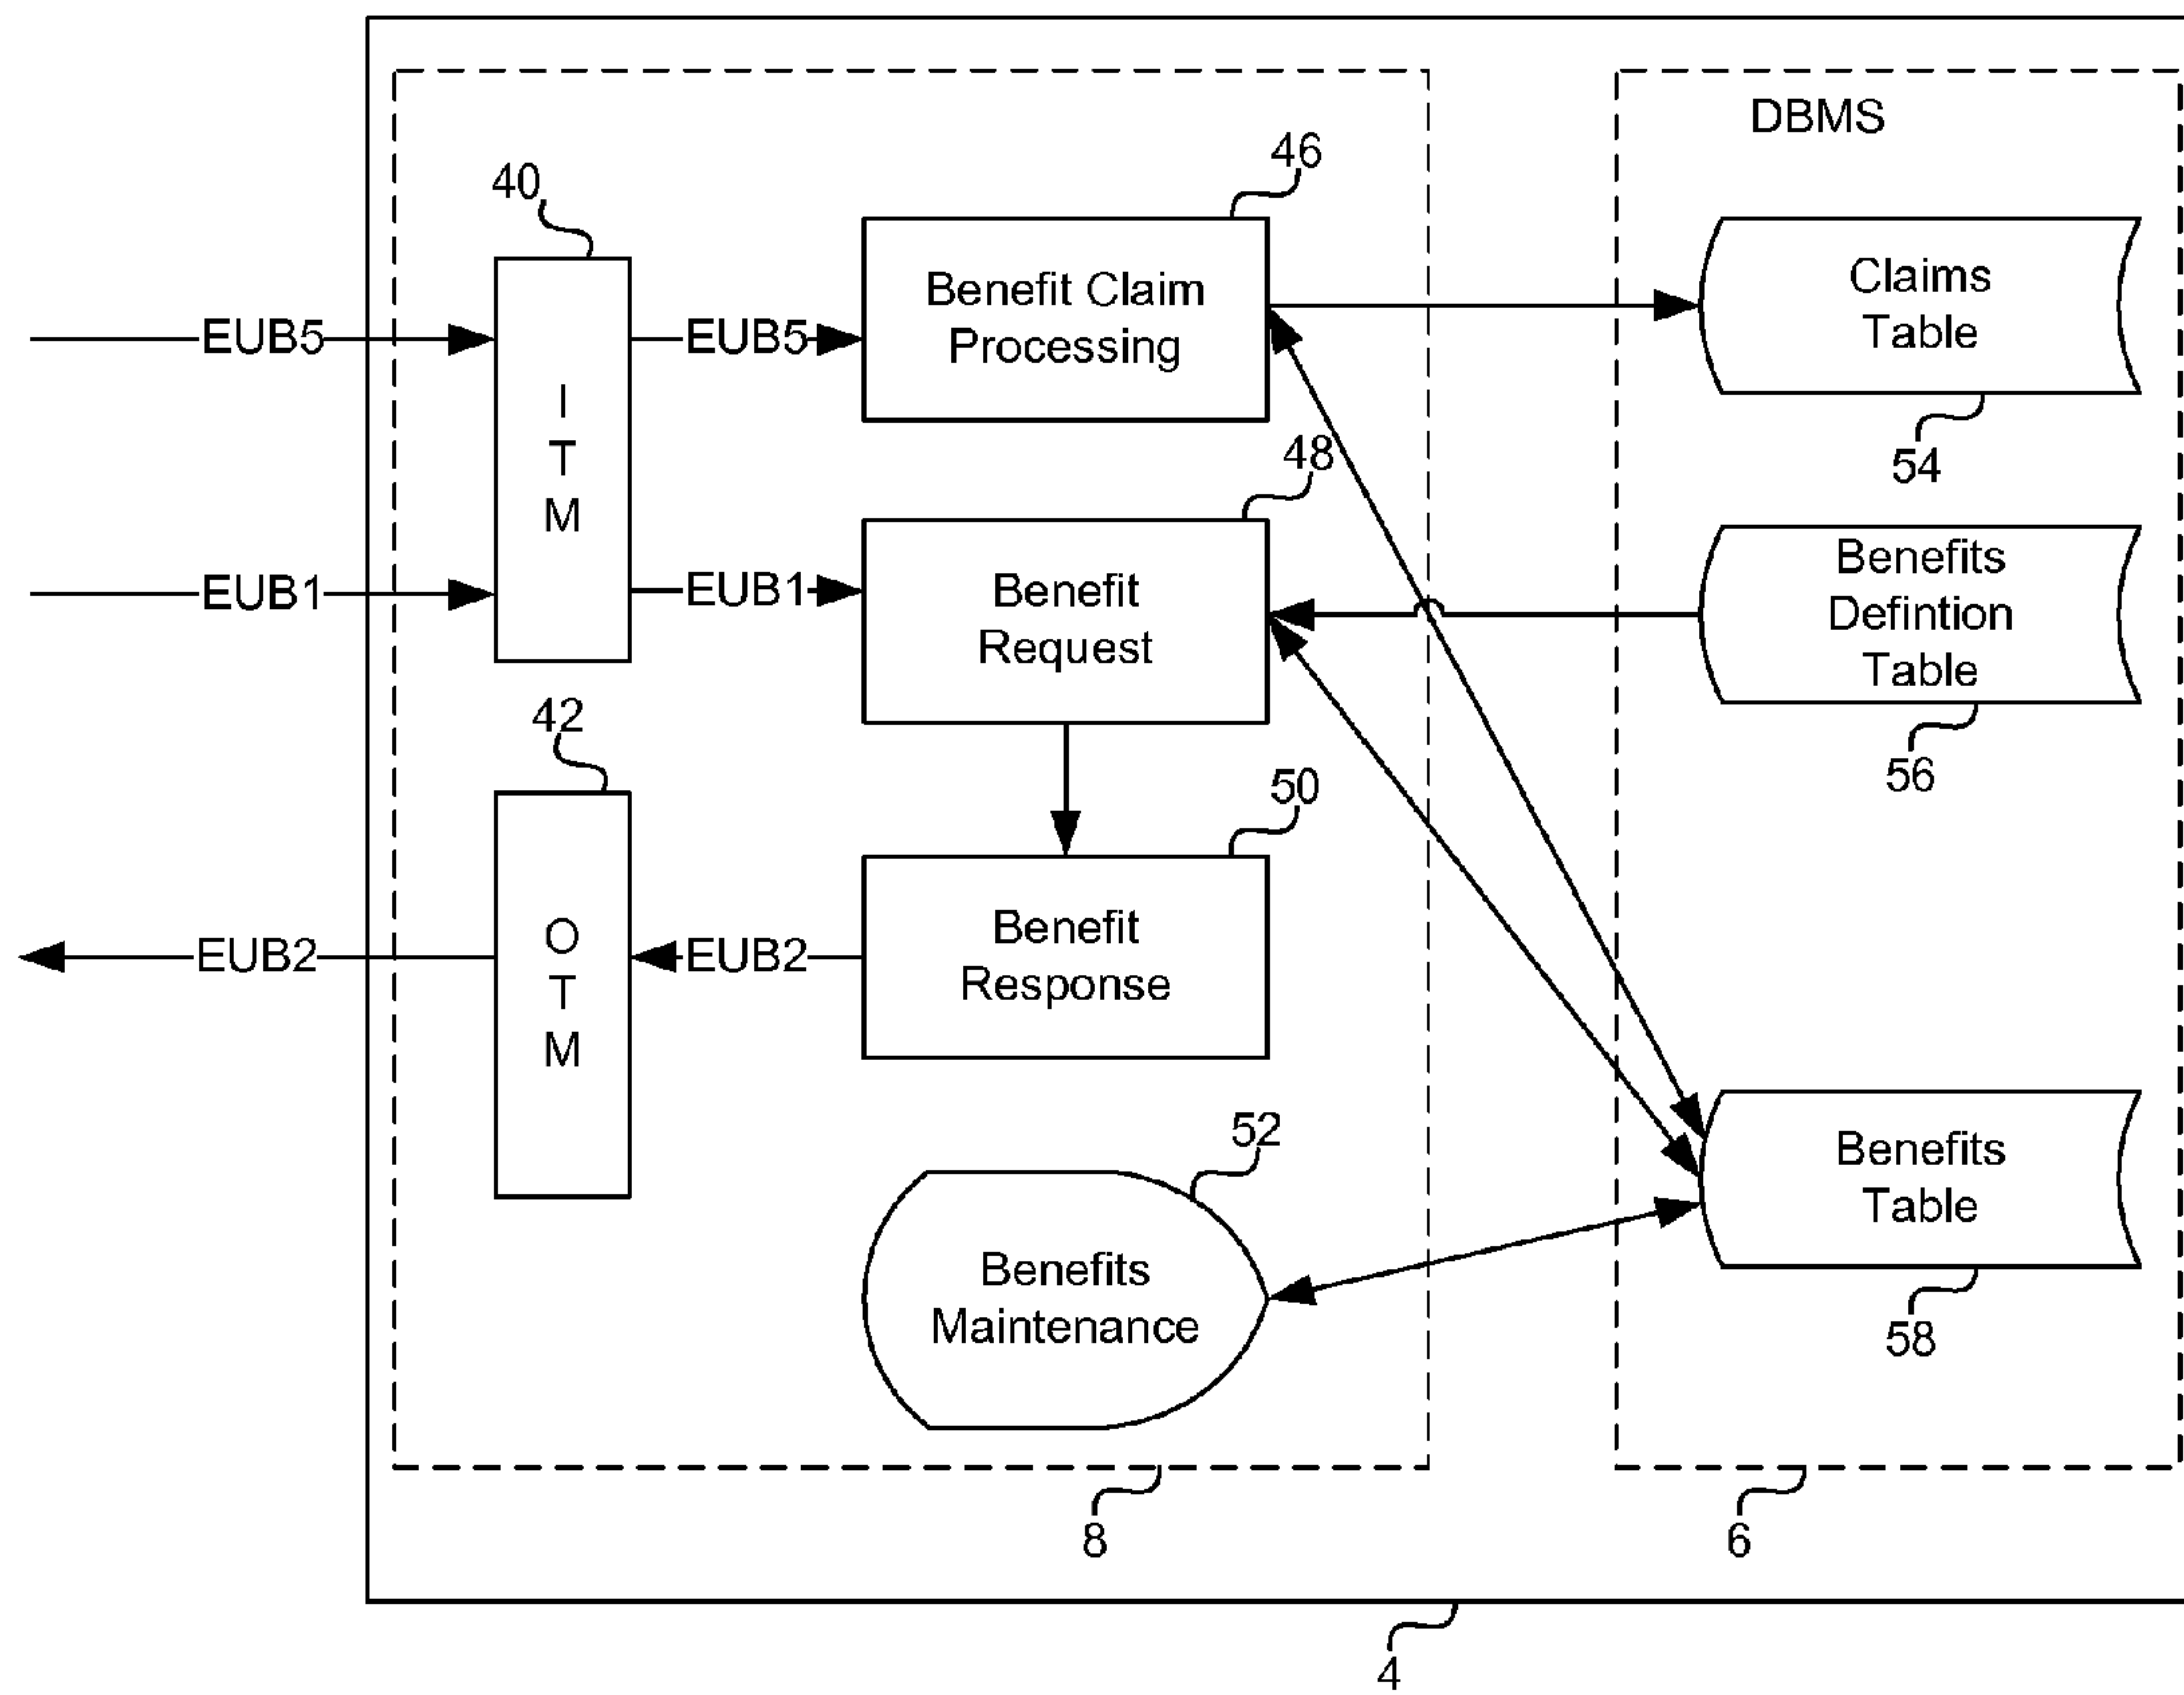 DBMS
46
40
Benefit Claim
Processing
Claims
Table
EUB5
EUB5
I
T
M
48
54
EUB1
EUB1
Benefit
Request
Benefits
Defintion
Table
42
50
56
EUB2
O
T
M
EUB2
Benefit
Response
52
Benefits
Table
Benefits
Maintenance
58
8
6
4